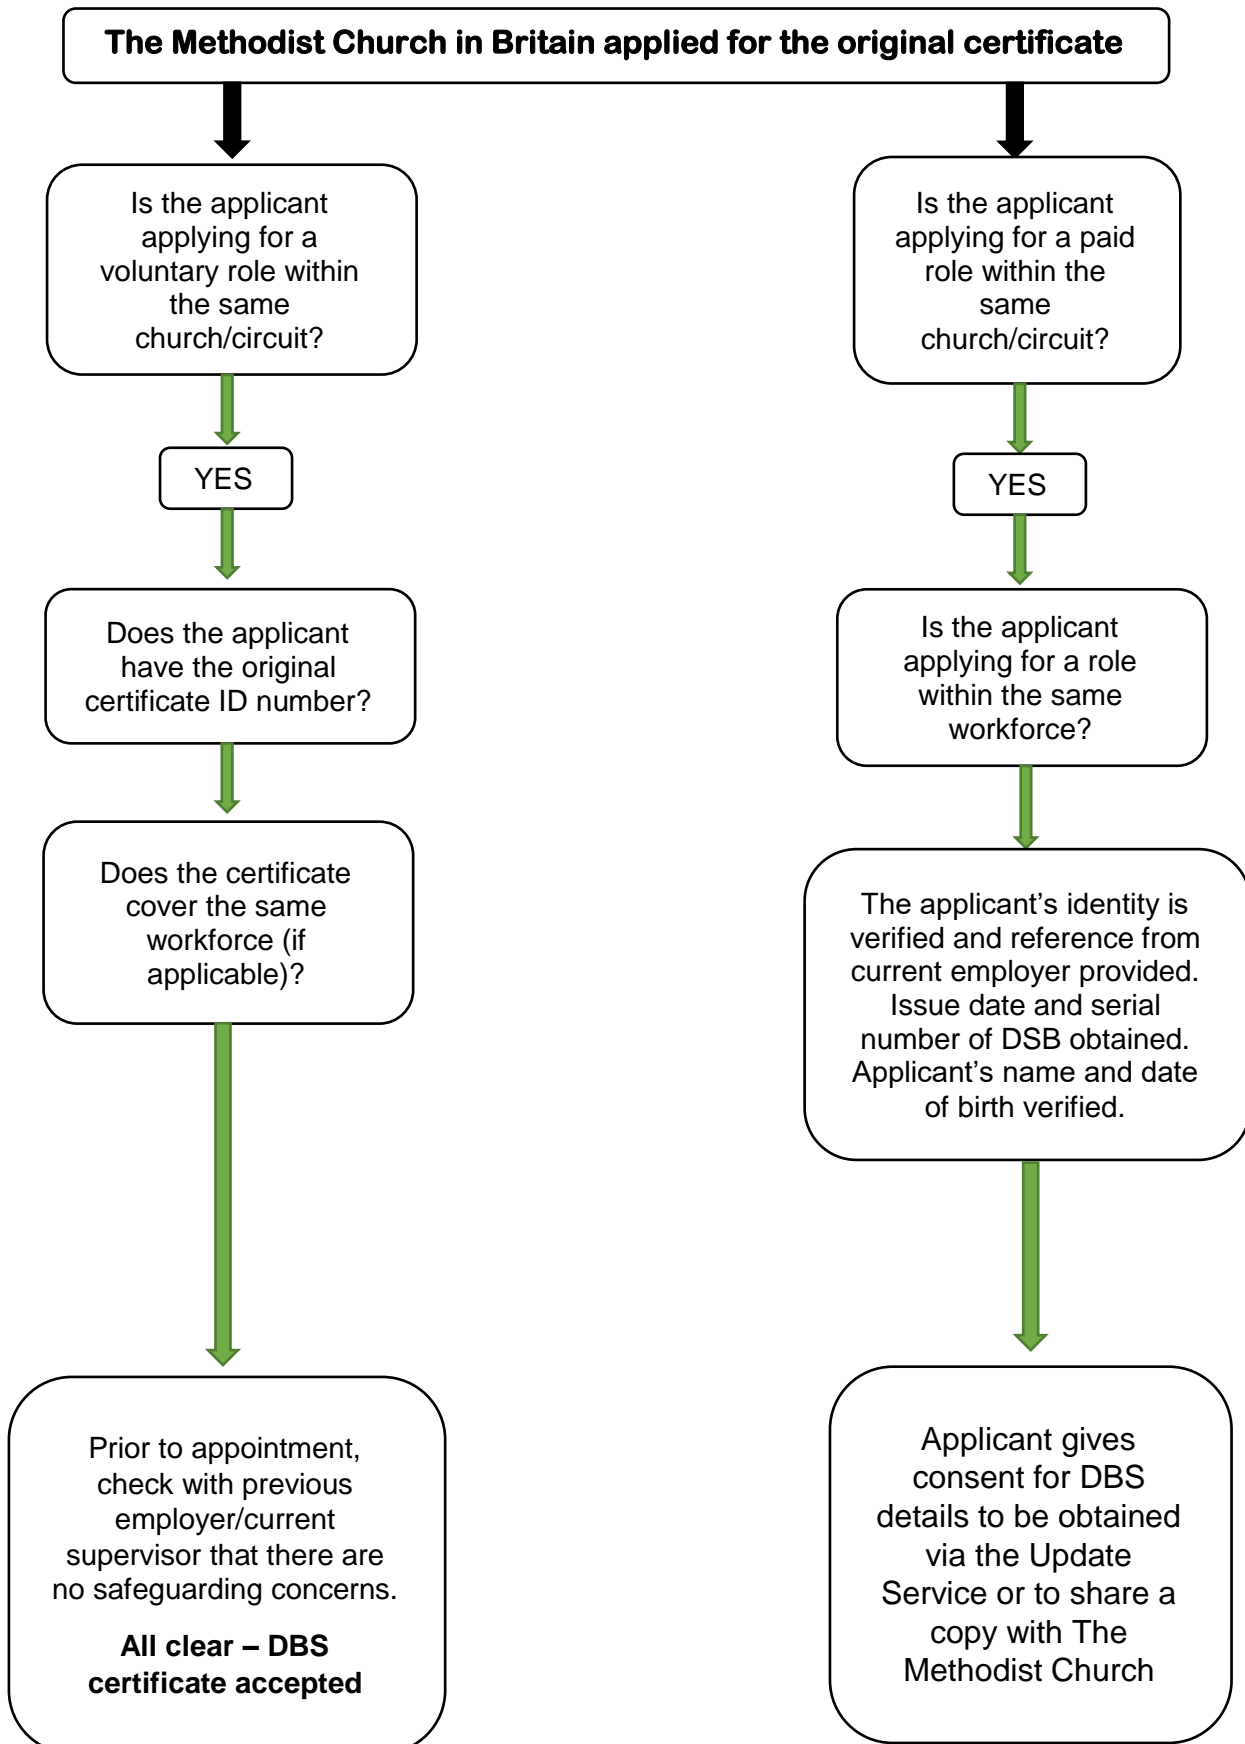 The Methodist Church in Britain applied for the original certificate
Is the applicant
applying for a
voluntary role within
the same
church/circuit?
YES
Does the applicant
have the original
certificate ID number?
Does the certificate
cover the same
workforce (if
applicable)?
Prior to appointment,
check with previous
employer/current
supervisor that there are
no safeguarding concerns.
All clear – DBS
certificate accepted
Is the applicant
applying for a paid
role within the
same
church/circuit?
YES
Is the applicant
applying for a role
within the same
workforce?
The applicant’s identity is
verified and reference from
current employer provided.
Issue date and serial
number of DSB obtained.
Applicant’s name and date
of birth verified.
Applicant gives
consent for DBS
details to be obtained
via the Update
Service or to share a
copy with The
Methodist Church